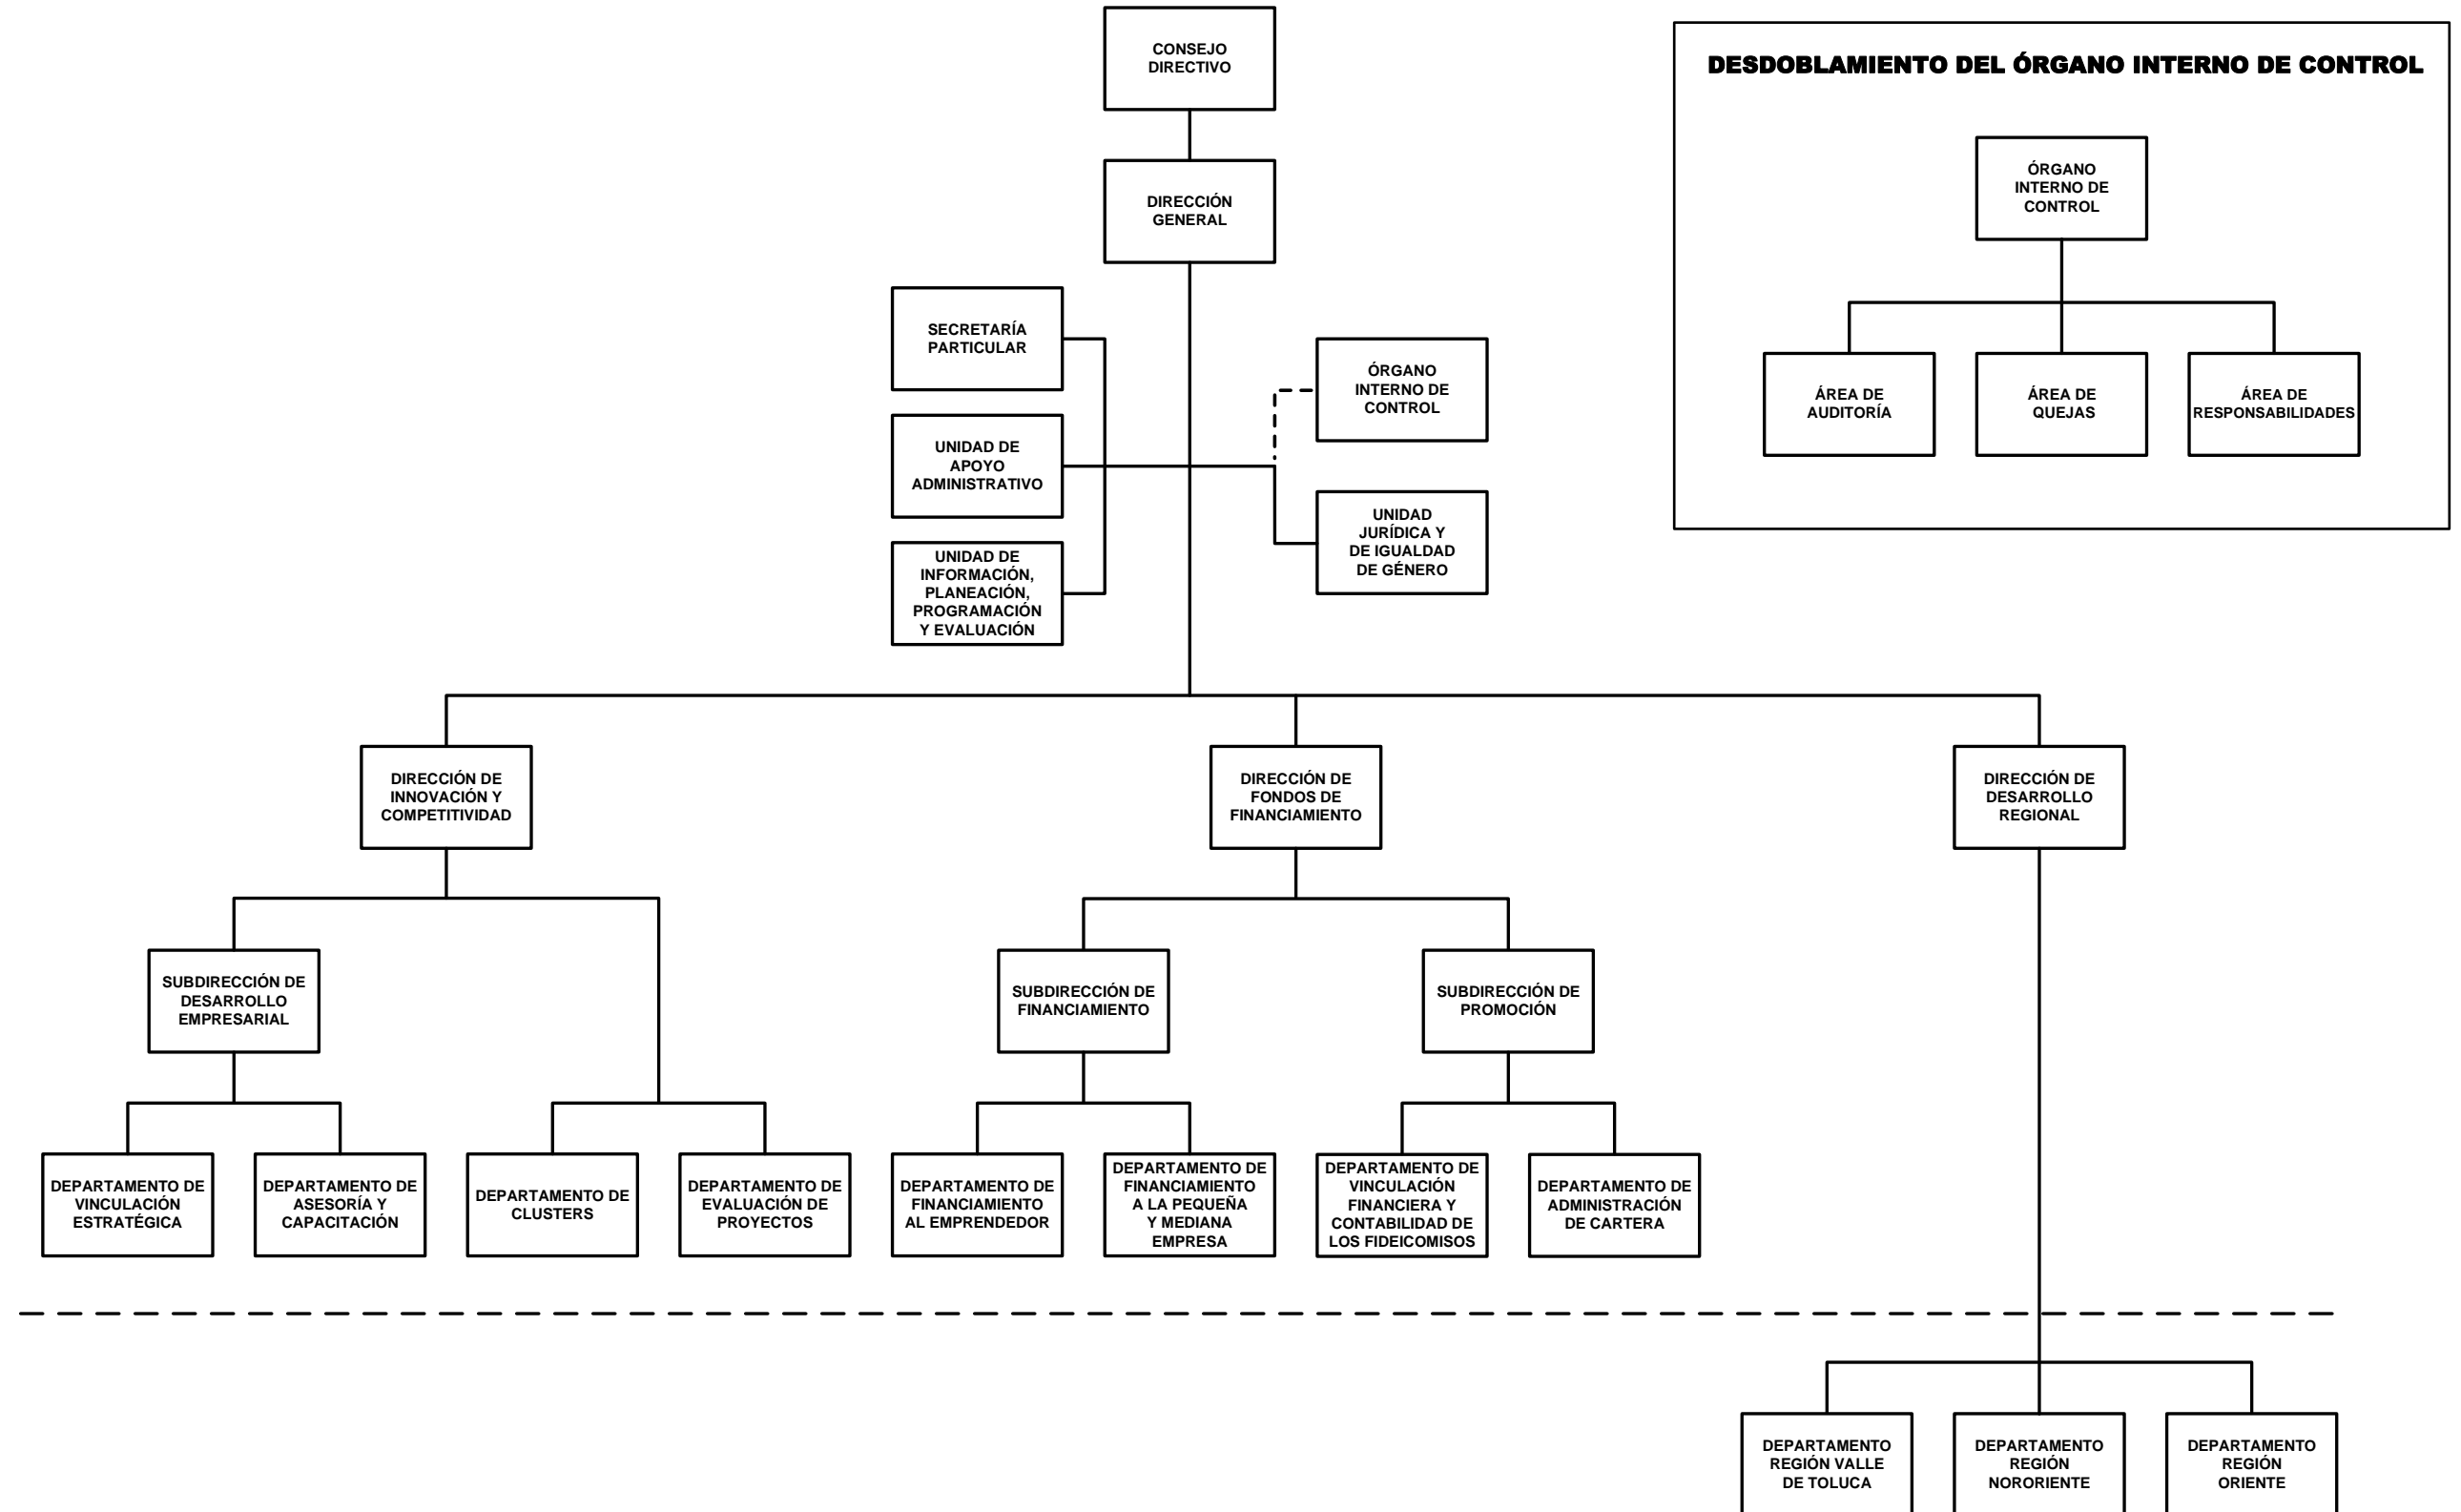 CONSEJO
DIRECTIVO
DESDOBLAMIENTO DEL ÓRGANO INTERNO DE CONTROL
DIRECCIÓN
GENERAL
ÓRGANO
INTERNO DE
CONTROL
ÁREA DE
AUDITORÍA
ÁREA DE
QUEJAS
ÁREA DE
RESPONSABILIDADES
SECRETARÍA
PARTICULAR
ÓRGANO
INTERNO DE
CONTROL
UNIDAD DE
APOYO
ADMINISTRATIVO
UNIDAD
JURÍDICA Y
DE IGUALDAD
DE GÉNERO
UNIDAD DE
INFORMACIÓN,
PLANEACIÓN,
PROGRAMACIÓN
Y EVALUACIÓN
DIRECCIÓN DE
INNOVACIÓN Y
COMPETITIVIDAD
DIRECCIÓN DE
FONDOS DE
FINANCIAMIENTO
DIRECCIÓN DE
DESARROLLO
REGIONAL
SUBDIRECCIÓN DE
DESARROLLO
EMPRESARIAL
SUBDIRECCIÓN DE
FINANCIAMIENTO
SUBDIRECCIÓN DE
PROMOCIÓN
DEPARTAMENTO DE
VINCULACIÓN
ESTRATÉGICA
DEPARTAMENTO DE
ASESORÍA Y
CAPACITACIÓN
DEPARTAMENTO DE
CLUSTERS
DEPARTAMENTO DE
EVALUACIÓN DE
PROYECTOS
DEPARTAMENTO DE
FINANCIAMIENTO
AL EMPRENDEDOR
DEPARTAMENTO DE
FINANCIAMIENTO
A LA PEQUEÑA
Y MEDIANA
EMPRESA
DEPARTAMENTO DE
VINCULACIÓN
FINANCIERA Y
CONTABILIDAD DE
LOS FIDEICOMISOS
DEPARTAMENTO DE
ADMINISTRACIÓN
DE CARTERA
DEPARTAMENTO
REGIÓN VALLE
DE TOLUCA
DEPARTAMENTO
REGIÓN
NORORIENTE
DEPARTAMENTO
REGIÓN
ORIENTE